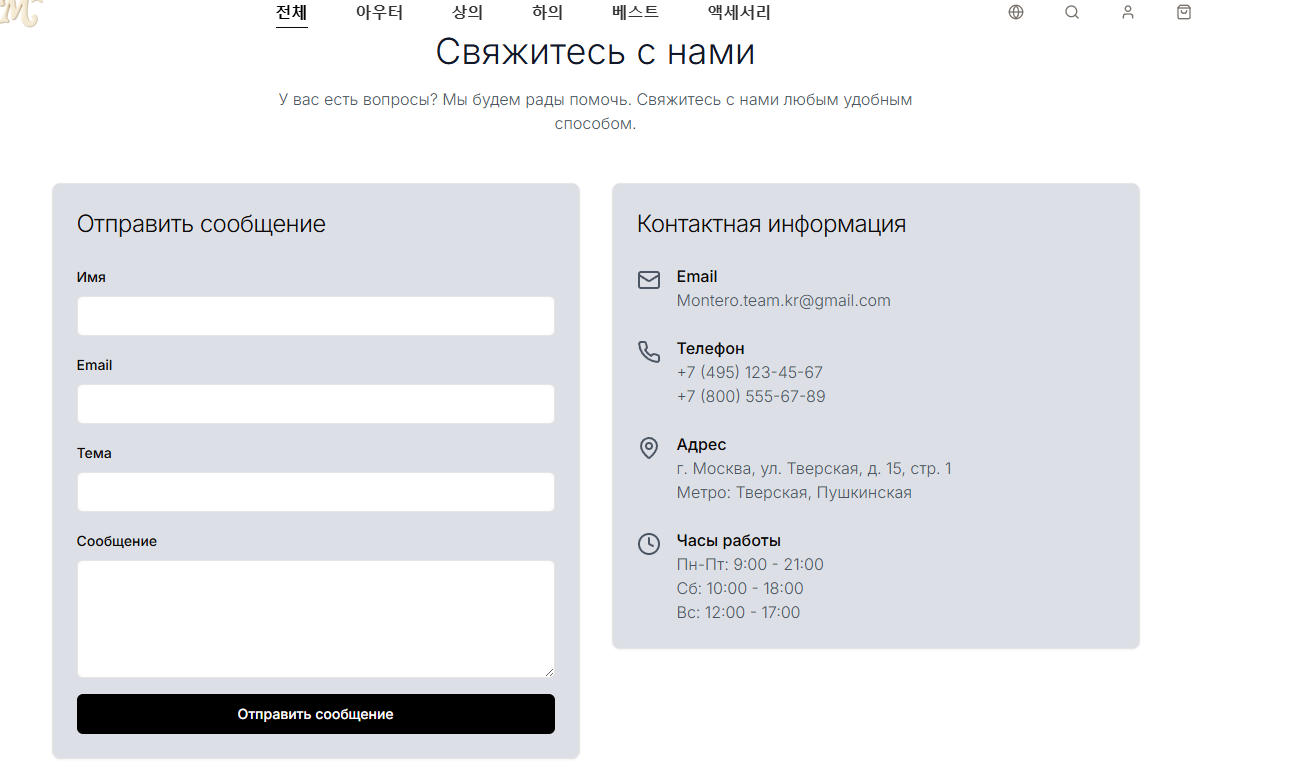 M
전체 아우터 상의 하의 베스트 액세서리
Свяжитесь с нами
У вас есть вопросы? Мы будем рады помочь. Свяжитесь с нами любым удобным
способом.
Отправить сообщение
Имя
Email
Тема
Сообщение
Отправить сообщение
Контактная информация
Email
Montero.team.kr@gmail.com
Телефон
+7 (495) 123-45-67
+7 (800) 555-67-89
Адрес
г. Москва, ул. Тверская, д. 15, стр. 1
Метро: Тверская, Пушкинская
Часы работы
Пн-Пт: 9:00 - 21:00
Сб: 10:00 - 18:00
Вс: 12:00 - 17:00